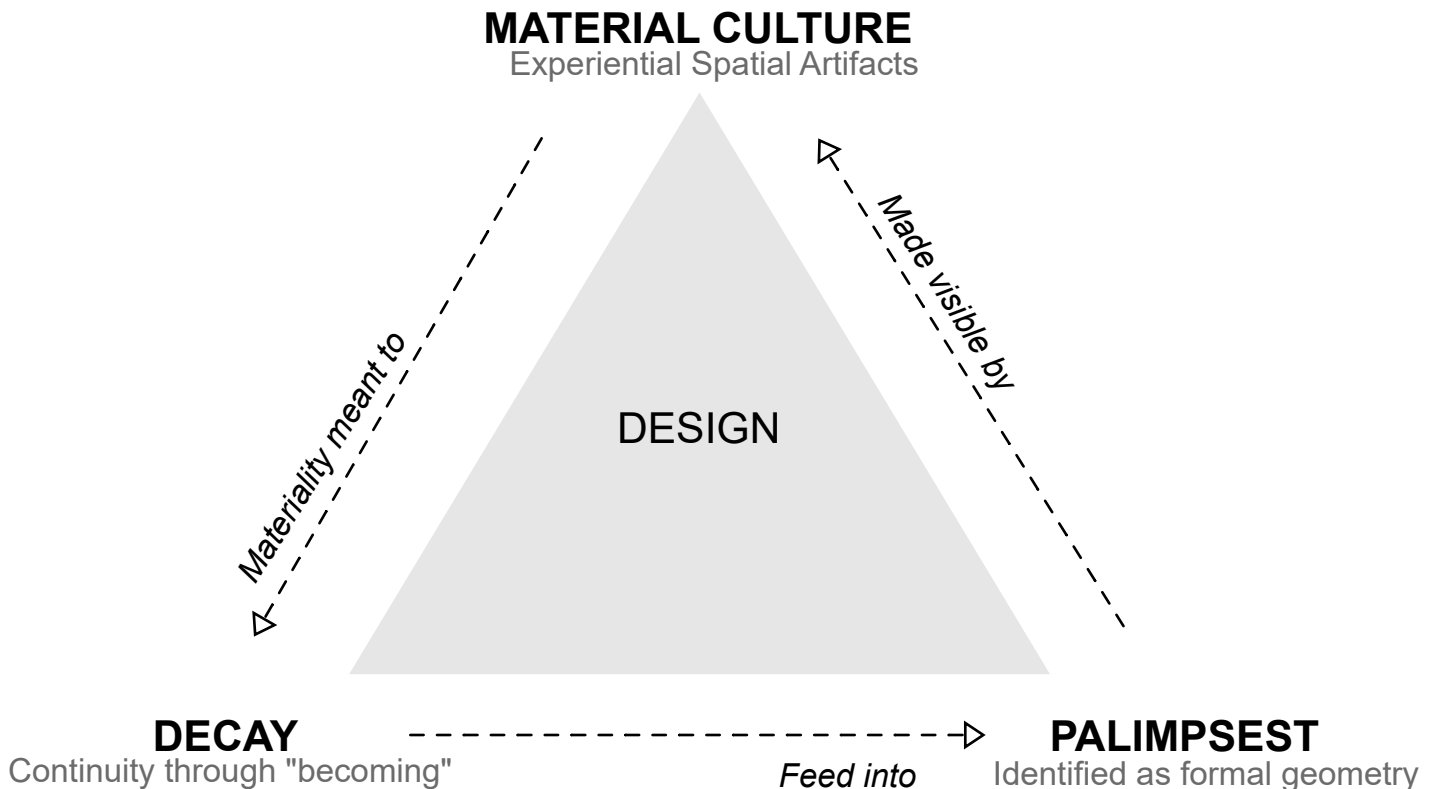 MATERIAL CULTURE
Experiential Spatial Artifacts
Made visible by
Materiality meant to
DESIGN
DECAY
Continuity through "becoming"
Feed into
PALIMPSEST
Identified as formal geometry